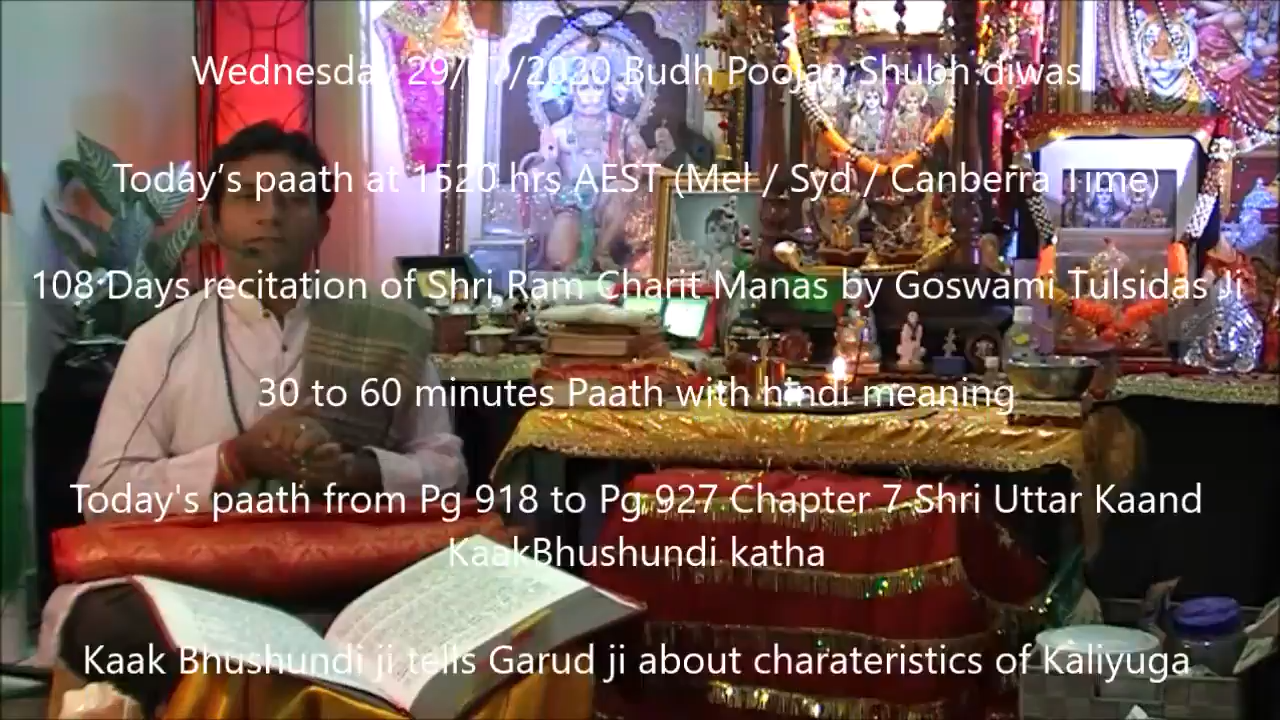 Wednesday 29/07/2020 Budh Poojan Shubh diwas
Today’s paath at 1520 hrs AEST (Mel / Syd / Canberra Time)
108 Days recitation of Shri Ram Charit Manas by Goswami Tulsidas Ji
30 to 60 minutes Paath with hindi meaning
Today's paath from Pg 918 to Pg 927 Chapter 7 Shri Uttar Kaand
KaakBhushundi katha
Kaak Bhushundi ji tells Garud ji about charateristics of Kaliyuga